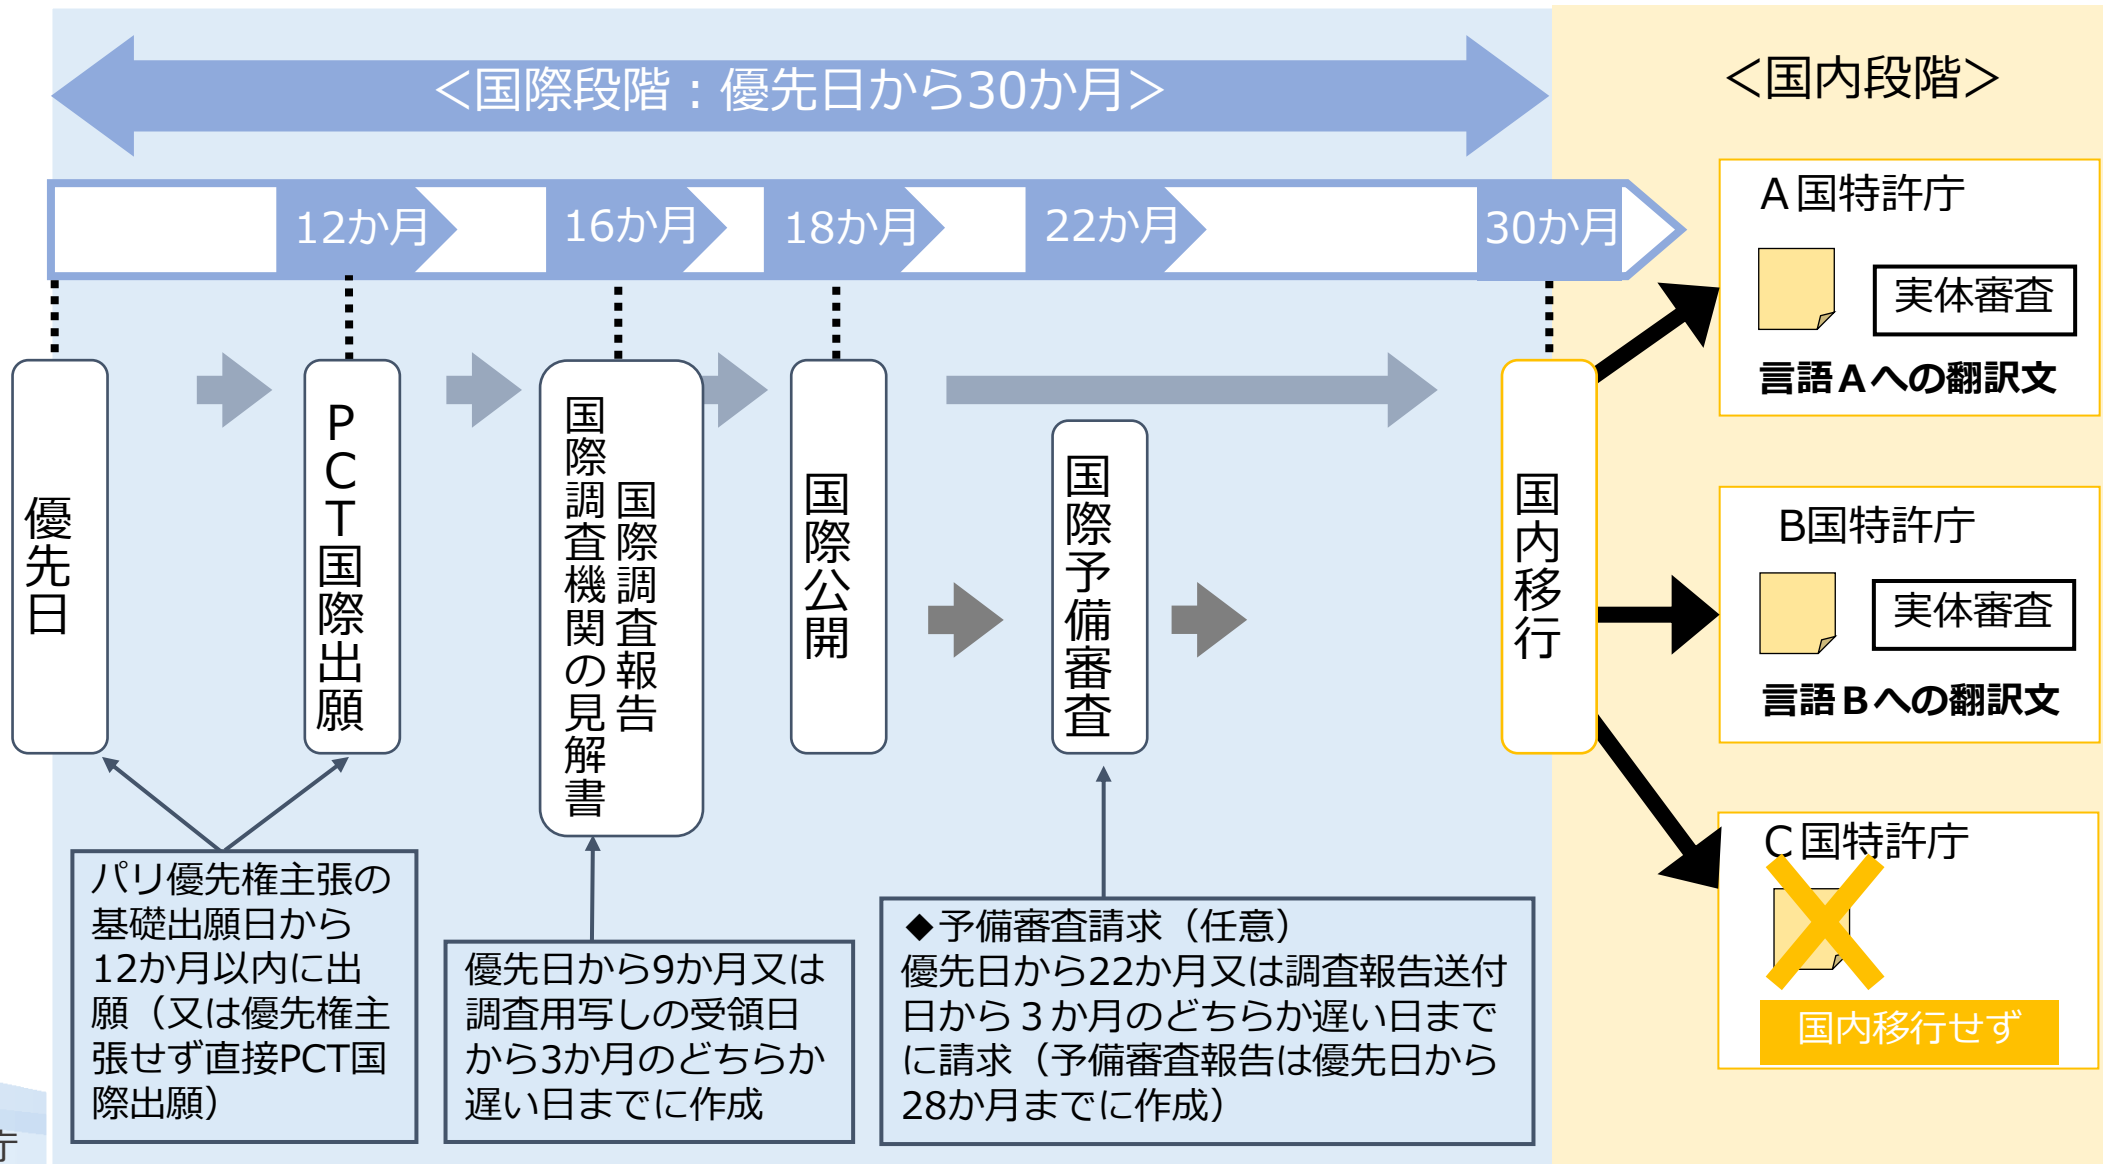 ＜国際段階：優先日から30か月＞
＜国内段階＞
12か月
16か月
18か月
22か月
30か月
優先日
PCT国際出願
国際調査報告
国際調査機関の見解書
国際公開
国際予備審査
国内移行
A国特許庁
実体審査
言語Aへの翻訳文
B国特許庁
実体審査
言語Bへの翻訳文
C国特許庁
国内移行せず
パリ優先権主張の
基礎出願日から
12か月以内に出
願（又は優先権主
張せず直接PCT国
際出願）
優先日から9か月又は
調査用写しの受領日
から3か月のどちらか
遅い日までに作成
◆予備審査請求（任意）
優先日から22か月又は調査報告送付
日から３か月のどちらか遅い日まで
に請求（予備審査報告は優先日から
28か月までに作成）
庁